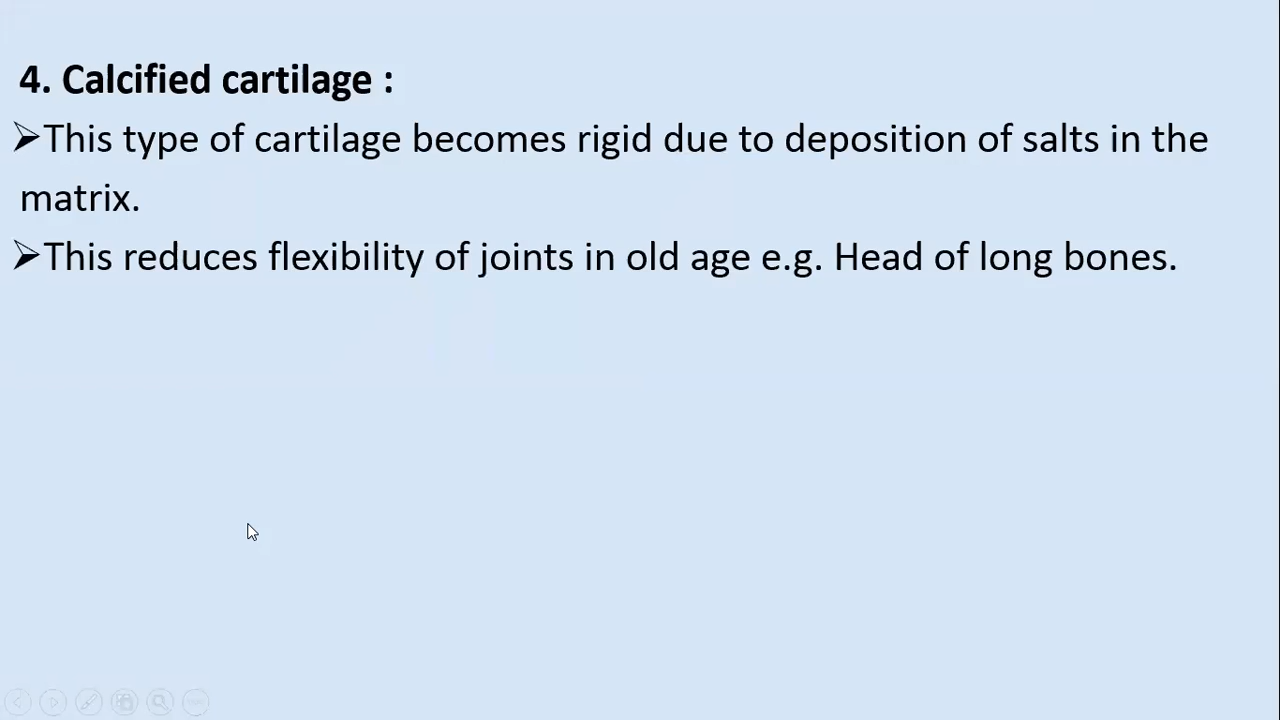 4. Calcified cartilage :
➢This type of cartilage becomes rigid due to deposition of salts in the
matrix.
➢This reduces flexibility of joints in old age e.g. Head of long bones.